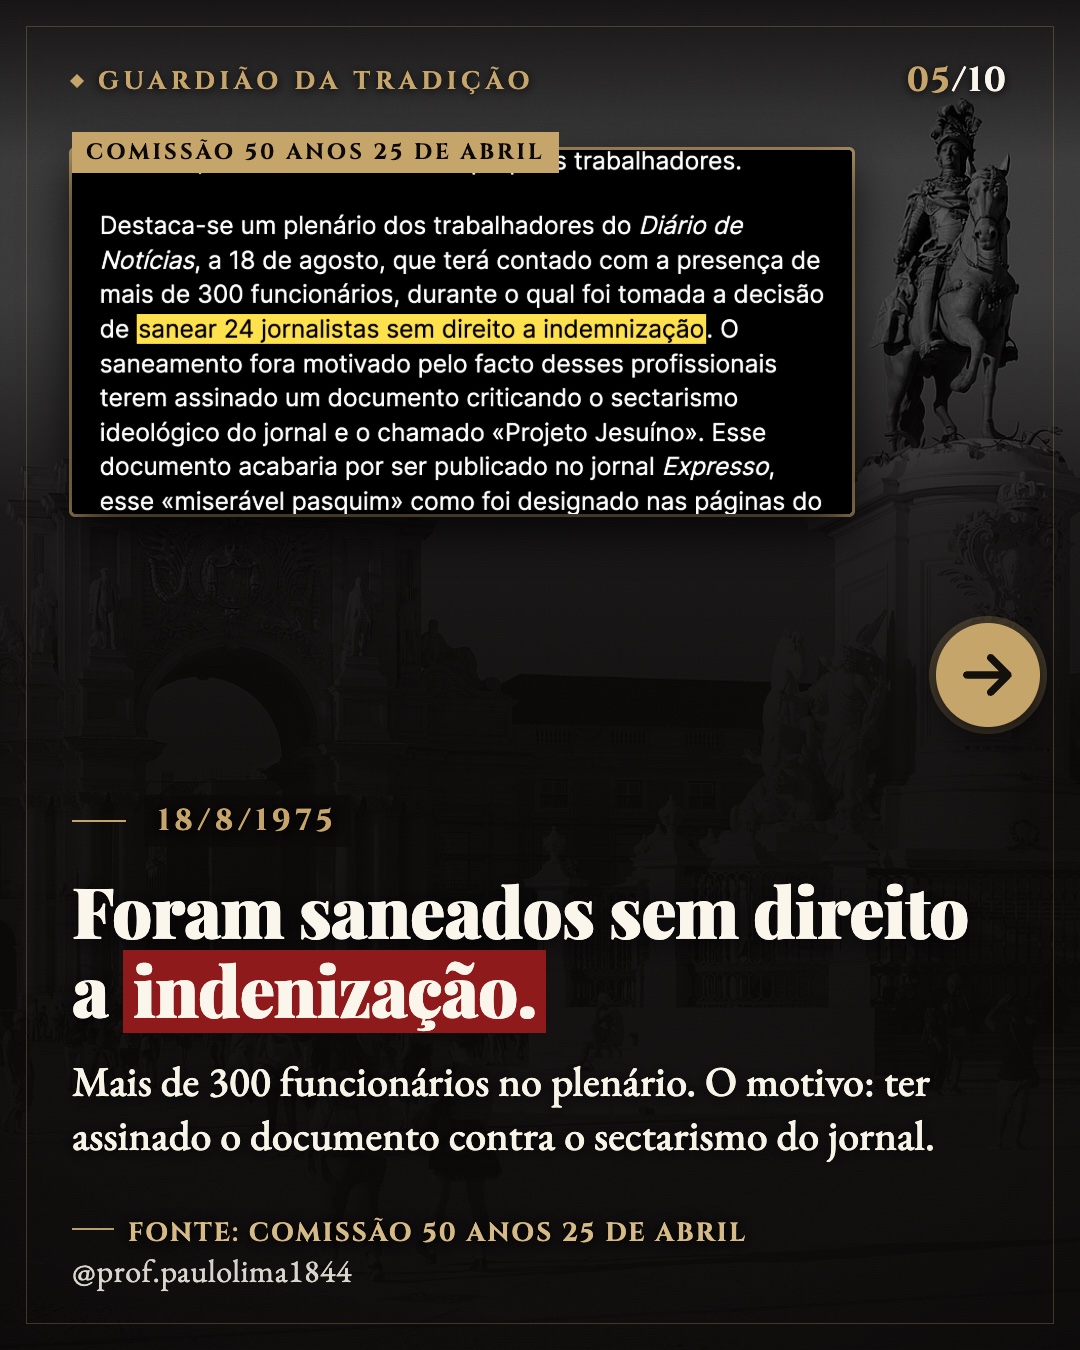 GUARDIÃO DA TRADIÇÃO
05/10
COMISSÃO 50 ANOS 25 DE ABRIL
trabalhadores.
Destaca-se um plenário dos trabalhadores do Diário de
Notícias, a 18 de agosto, que terá contado com a presença de
mais de 300 funcionários, durante o qual foi tomada a decisão
de sanear 24 jornalistas sem direito a indemnização. O
saneamento fora motivado pelo facto desses profissionais
terem assinado um documento criticando o sectarismo
ideológico do jornal e o chamado «Projeto Jesuíno». Esse
documento acabaria por ser publicado no jornal Expresso,
esse «miserável pasquim» como foi designado nas páginas do
18/8/1975
Foram saneados sem direito
a indenização.
Mais de 300 funcionários no plenário. O motivo: ter
assinado o documento contra o sectarismo do jornal.
FONTE: COMISSÃO 50 ANOS 25 DE ABRIL
@prof.paulolima1844